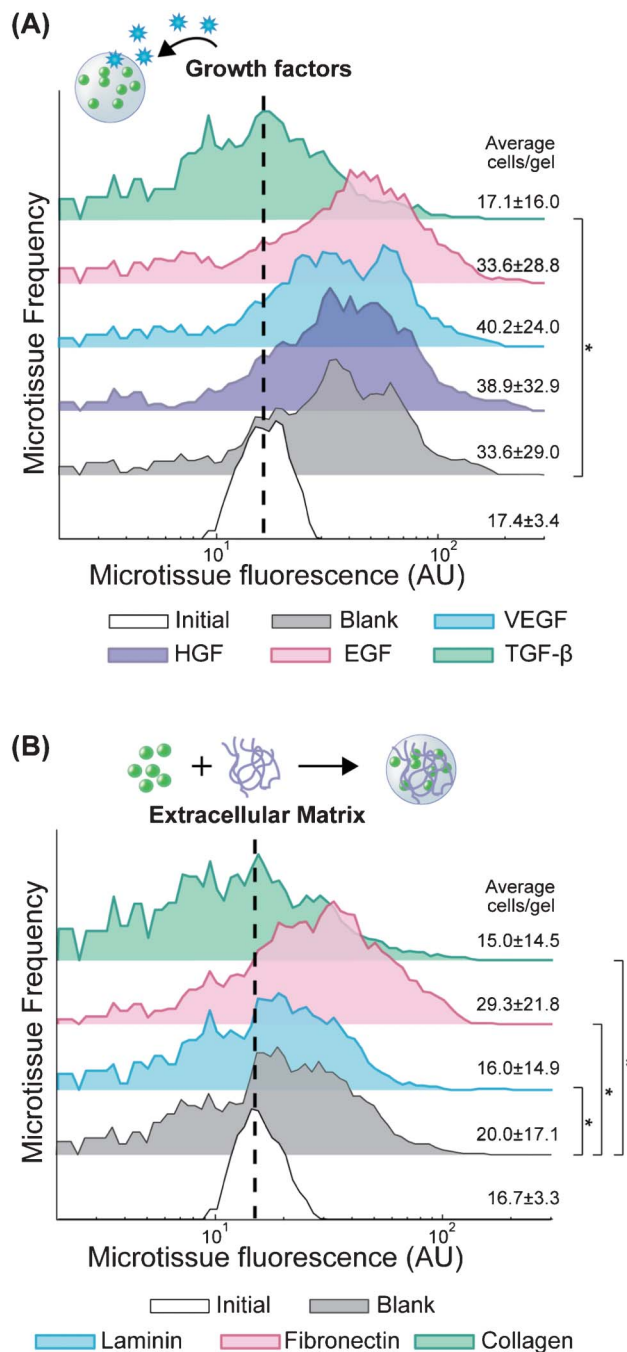 (A)
Growth factors
Microtissue Frequency
Average
cells/gel
17.1±16.0
33.6±28.8
40.2±24.0
38.9±32.9
33.6±29.0
17.4±3.4
*
10¹ 10²
Microtissue fluorescence (AU)
Initial Blank VEGF
HGF EGF TGF-β
(B)
+
Extracellular Matrix
Microtissue Frequency
Average
cells/gel
15.0±14.5
29.3±21.8
16.0±14.9
20.0±17.1
16.7±3.3
* *
10¹ 10²
Microtissue fluorescence (AU)
Initial Blank
Laminin Fibronectin Collagen